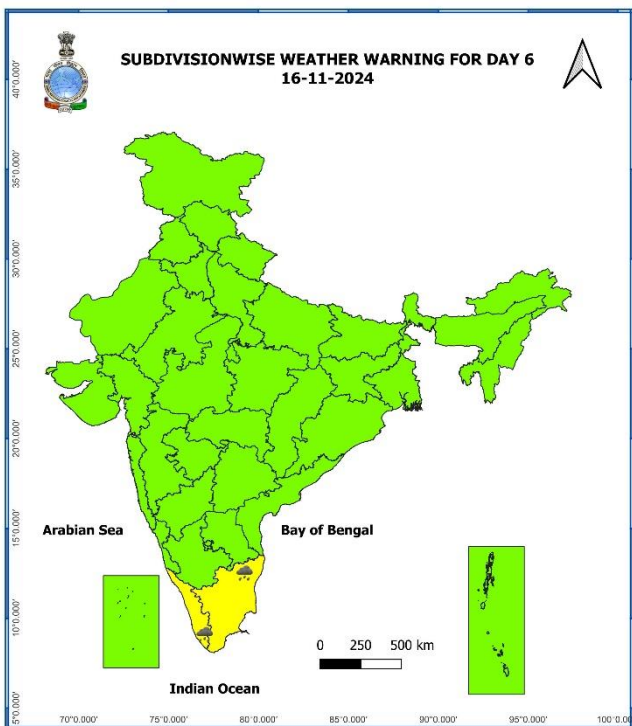 SUBDIVISIONWISE WEATHER WARNING FOR DAY 6
16-11-2024
40°0.000'
35°0.000'
30°0.000'
25°0.000'
20°0.000'
15°0.000'
10°0.000'
5°0.000'
Arabian Sea
Bay of Bengal
0 250 500 km
Indian Ocean
70°0.000' 75°0.000' 80°0.000' 85°0.000' 90°0.000' 95°0.000' 100°0.0